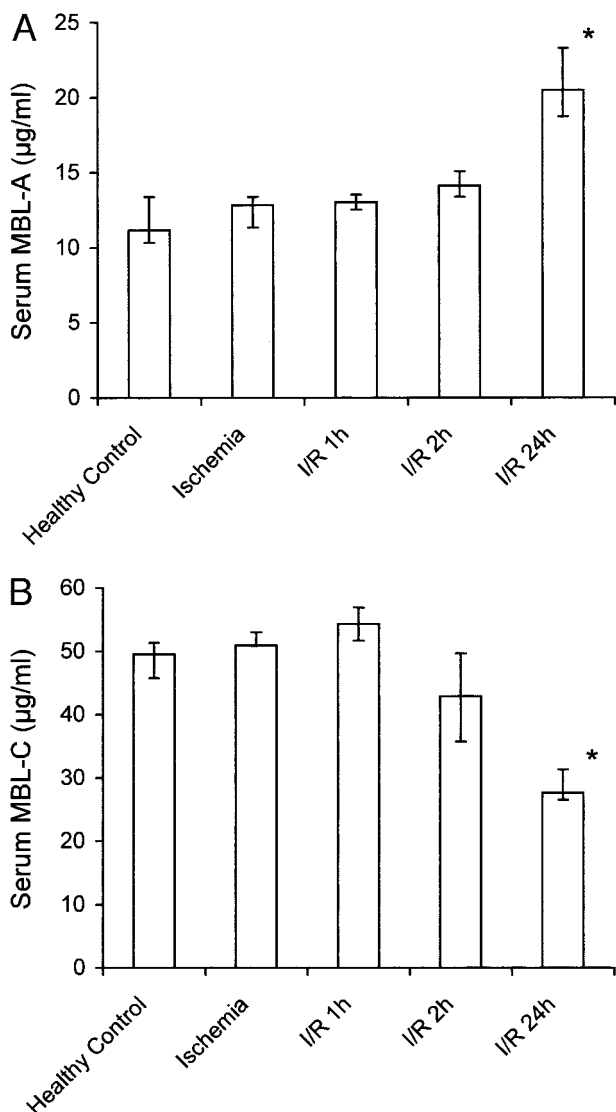 A
Serum MBL-A (µg/ml)
25
20
15
10
5
0
*
Healthy Control
Ischemia
I/R 1h
I/R 2h
I/R 24h
B
Serum MBL-C (µg/ml)
60
50
40
30
20
10
0
*
Healthy Control
Ischemia
I/R 1h
I/R 2h
I/R 24h